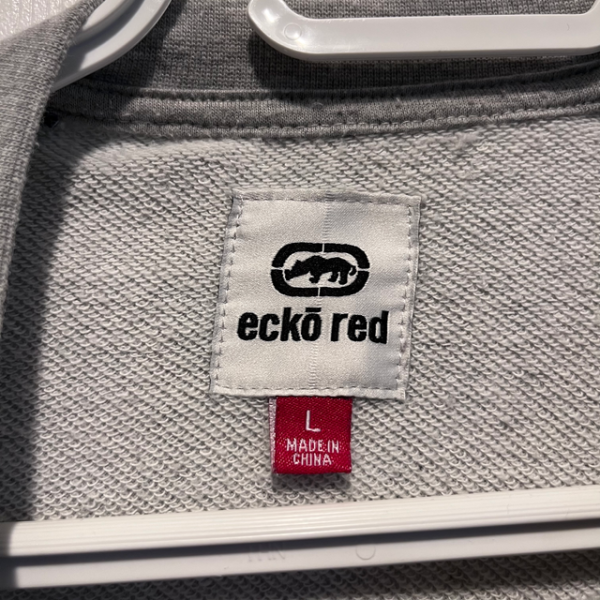 eckō red
L
MADE IN
CHINA